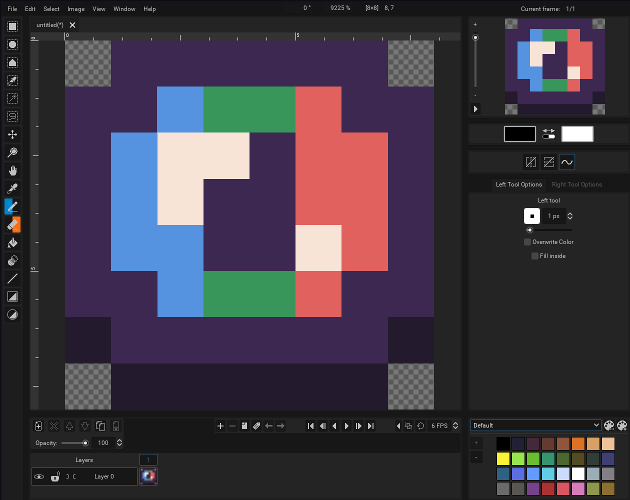 File Edit Select Image View Window Help
0 ° 9225 % [8×8] 8, 7
Current frame: 1/1
untitled(*)
0 5
5
Left Tool Options Right Tool Options
Left tool
1 px
Overwrite Color
Fill inside
6 FPS
Opacity: 100
Layers 1
Layer 0
Default